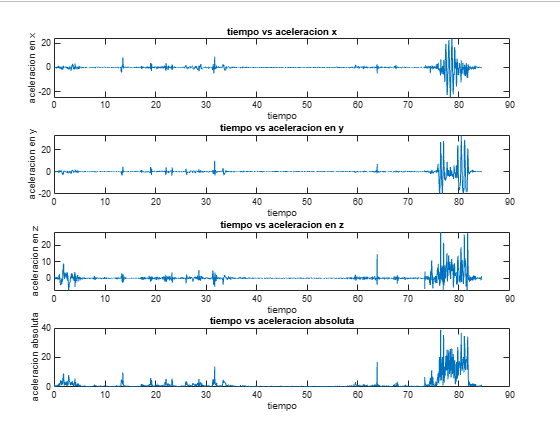 tiempo vs aceleracion x
aceleracion en x
20
0
-20
0 10 20 30 40 50 60 70 80 90
tiempo
tiempo vs aceleracion en y
aceleracion en y
20
0
-20
0 10 20 30 40 50 60 70 80 90
tiempo
tiempo vs aceleracion en z
aceleracion en z
20
0
0 10 20 30 40 50 60 70 80 90
tiempo
tiempo vs aceleracion absoluta
aceleracion absoluta
40
20
0
0 10 20 30 40 50 60 70 80 90
tiempo